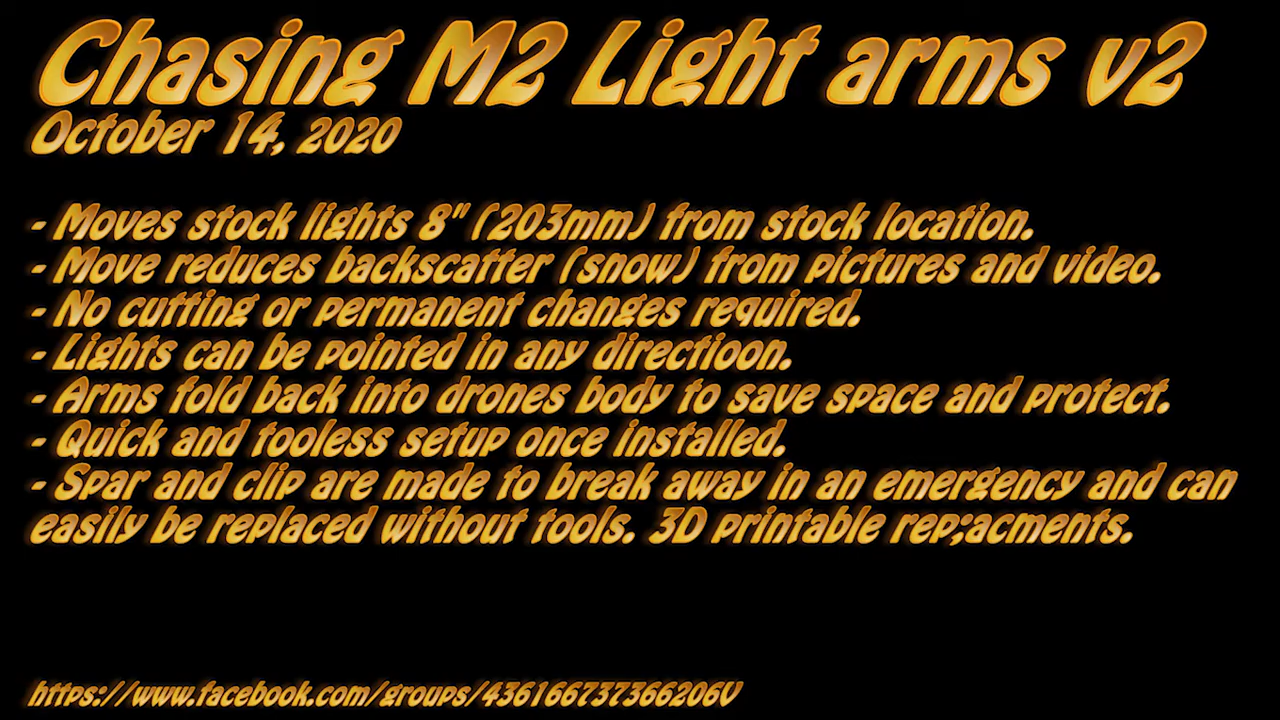 Chasing M2 Light arms v2
October 14, 2020
- Moves stock lights 8" (203mm) from stock location.
- Move reduces backscatter (snow) from pictures and video.
- No cutting or permanent changes required.
- Lights can be pointed in any directioon.
- Arms fold back into drones body to save space and protect.
- Quick and tooless setup once installed.
- Spar and clip are made to break away in an emergency and can
easily be replaced without tools. 3D printable rep;acments.
https://www.facebook.com/groups/436166737366206V